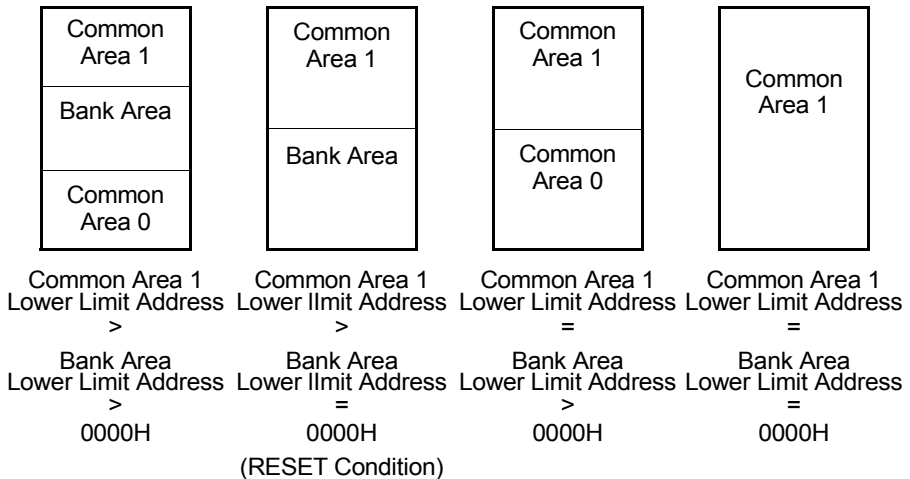 Common
Area 1
Bank Area
Common
Area 0
Common
Area 1
Bank Area
Common
Area 1
Common
Area 0
Common
Area 1
Common Area 1
Lower Limit Address
>
Bank Area
Lower Limit Address
>
0000H
Common Area 1
Lower lImit Address
>
Bank Area
Lower lImit Address
=
0000H
(RESET Condition)
Common Area 1
Lower Limit Address
=
Bank Area
Lower Limit Address
>
0000H
Common Area 1
Lower Limit Address
=
Bank Area
Lower Limit Address
=
0000H